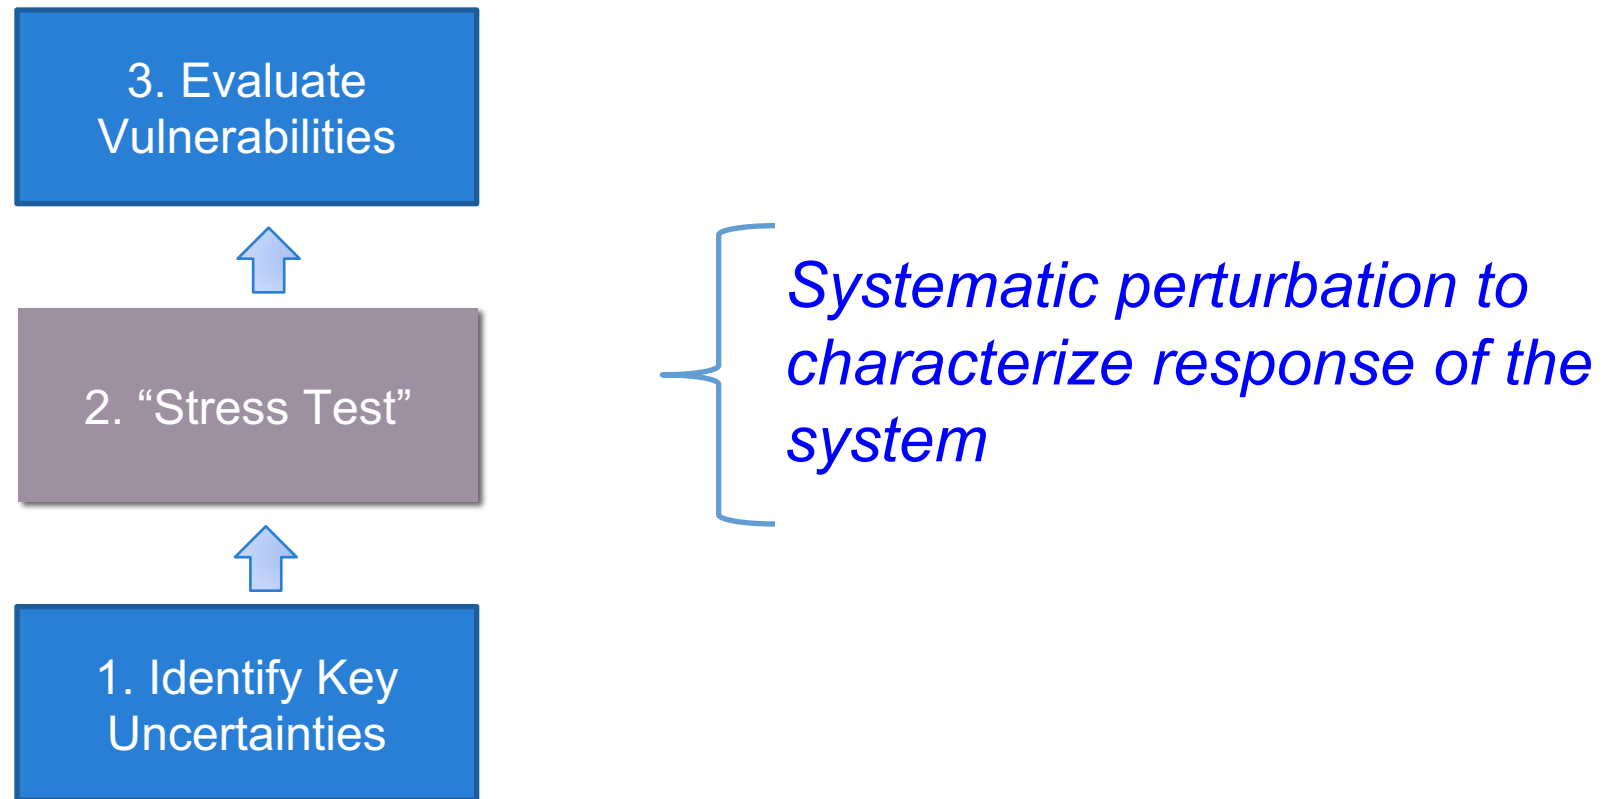 3. Evaluate
Vulnerabilities
2. “Stress Test”
Systematic perturbation to
characterize response of the
system
1. Identify Key
Uncertainties